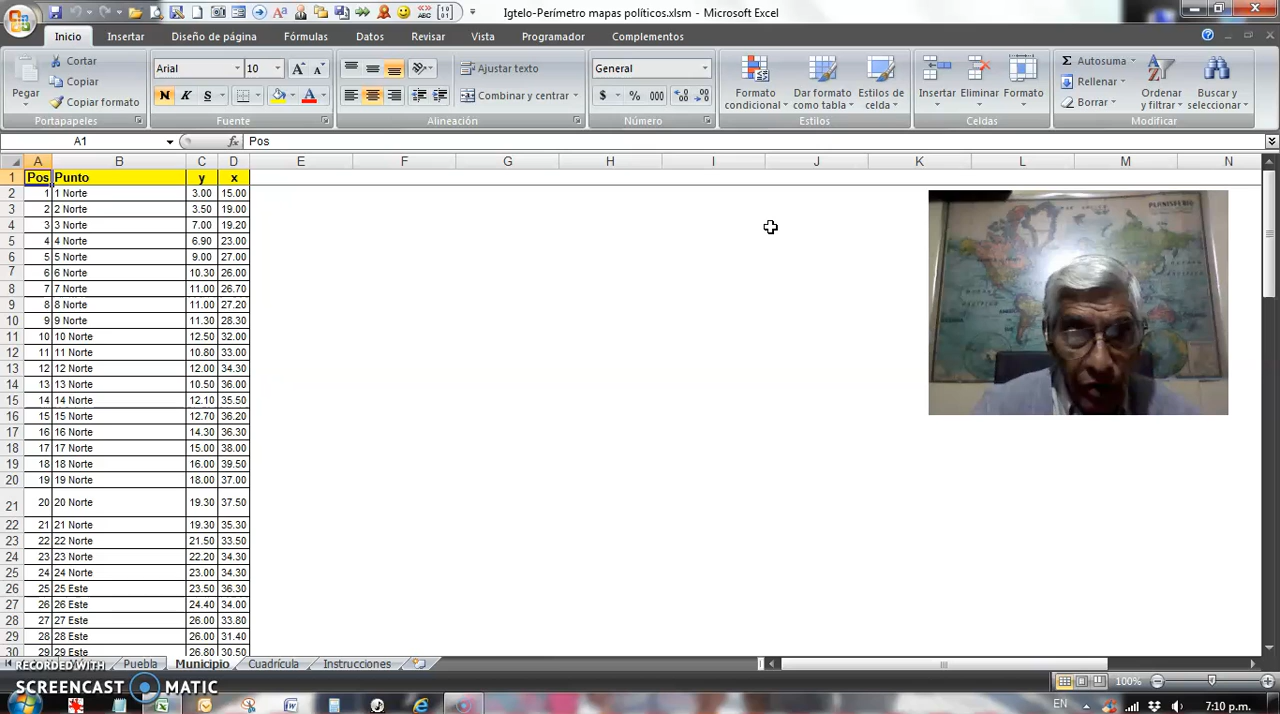 Igtelo-Perímetro mapas políticos.xlsm - Microsoft Excel
Inicio Insertar Diseño de página Fórmulas Datos Revisar Vista Programador Complementos
Pegar Cortar Copiar Copiar formato Portapapeles
Arial 10 N K S A A A Fuente
Ajustar texto Combinar y centrar Alineación
General $ % 000 Número
Formato condicional Dar formato como tabla Estilos de celda Estilos
Insertar Eliminar Formato Celdas
Autosuma Rellenar Borrar Ordenar y filtrar Buscar y seleccionar Modificar
A1 fx Pos
A B C D E F G H I J K L M N
1 Pos Punto y x
2 1 1 Norte 3.00 15.00
3 2 2 Norte 3.50 19.00
4 3 3 Norte 7.00 19.20
5 4 4 Norte 6.90 23.00
6 5 5 Norte 9.00 27.00
7 6 6 Norte 10.30 26.00
8 7 7 Norte 11.00 26.70
9 8 8 Norte 11.00 27.20
10 9 9 Norte 11.30 28.30
11 10 10 Norte 12.50 32.00
12 11 11 Norte 10.80 33.00
13 12 12 Norte 12.00 34.30
14 13 13 Norte 10.50 36.00
15 14 14 Norte 12.10 35.50
16 15 15 Norte 12.70 36.20
17 16 16 Norte 14.30 36.30
18 17 17 Norte 15.00 38.00
19 18 18 Norte 16.00 39.50
20 19 19 Norte 18.00 37.00
21 20 20 Norte 19.30 37.50
22 21 21 Norte 19.30 35.30
23 22 22 Norte 21.50 33.50
24 23 23 Norte 22.20 34.30
25 24 24 Norte 23.00 34.30
26 25 25 Este 23.50 36.30
27 26 26 Este 24.40 34.00
28 27 27 Este 26.00 33.80
29 28 28 Este 26.00 31.40
30 29 29 Este 26.80 30.50
PLANISFERIO
Puebla Municipio Cuadrícula Instrucciones
RECORDED WITH
SCREENCAST MATIC
100%
EN 7:10 p.m.